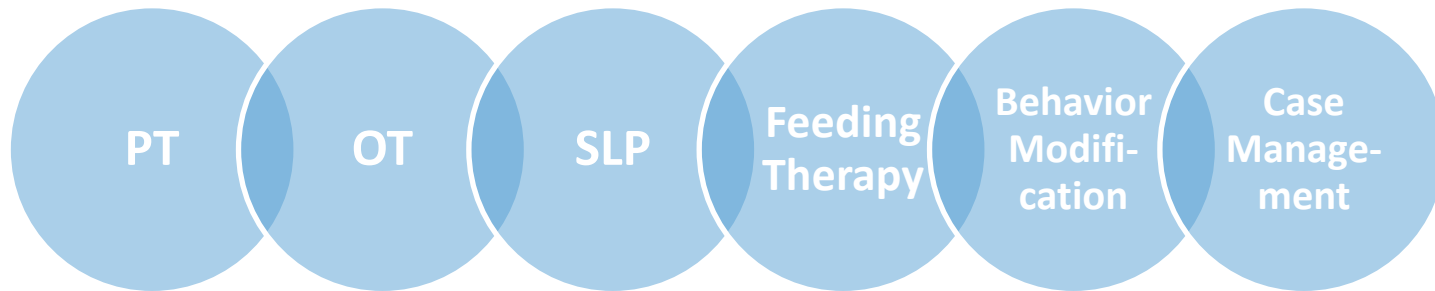 PT
OT
SLP
Feeding
Therapy
Behavior
Modifi-
cation
Case
Manage-
ment